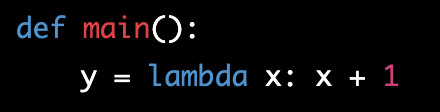 def main():
    y = lambda x: x + 1